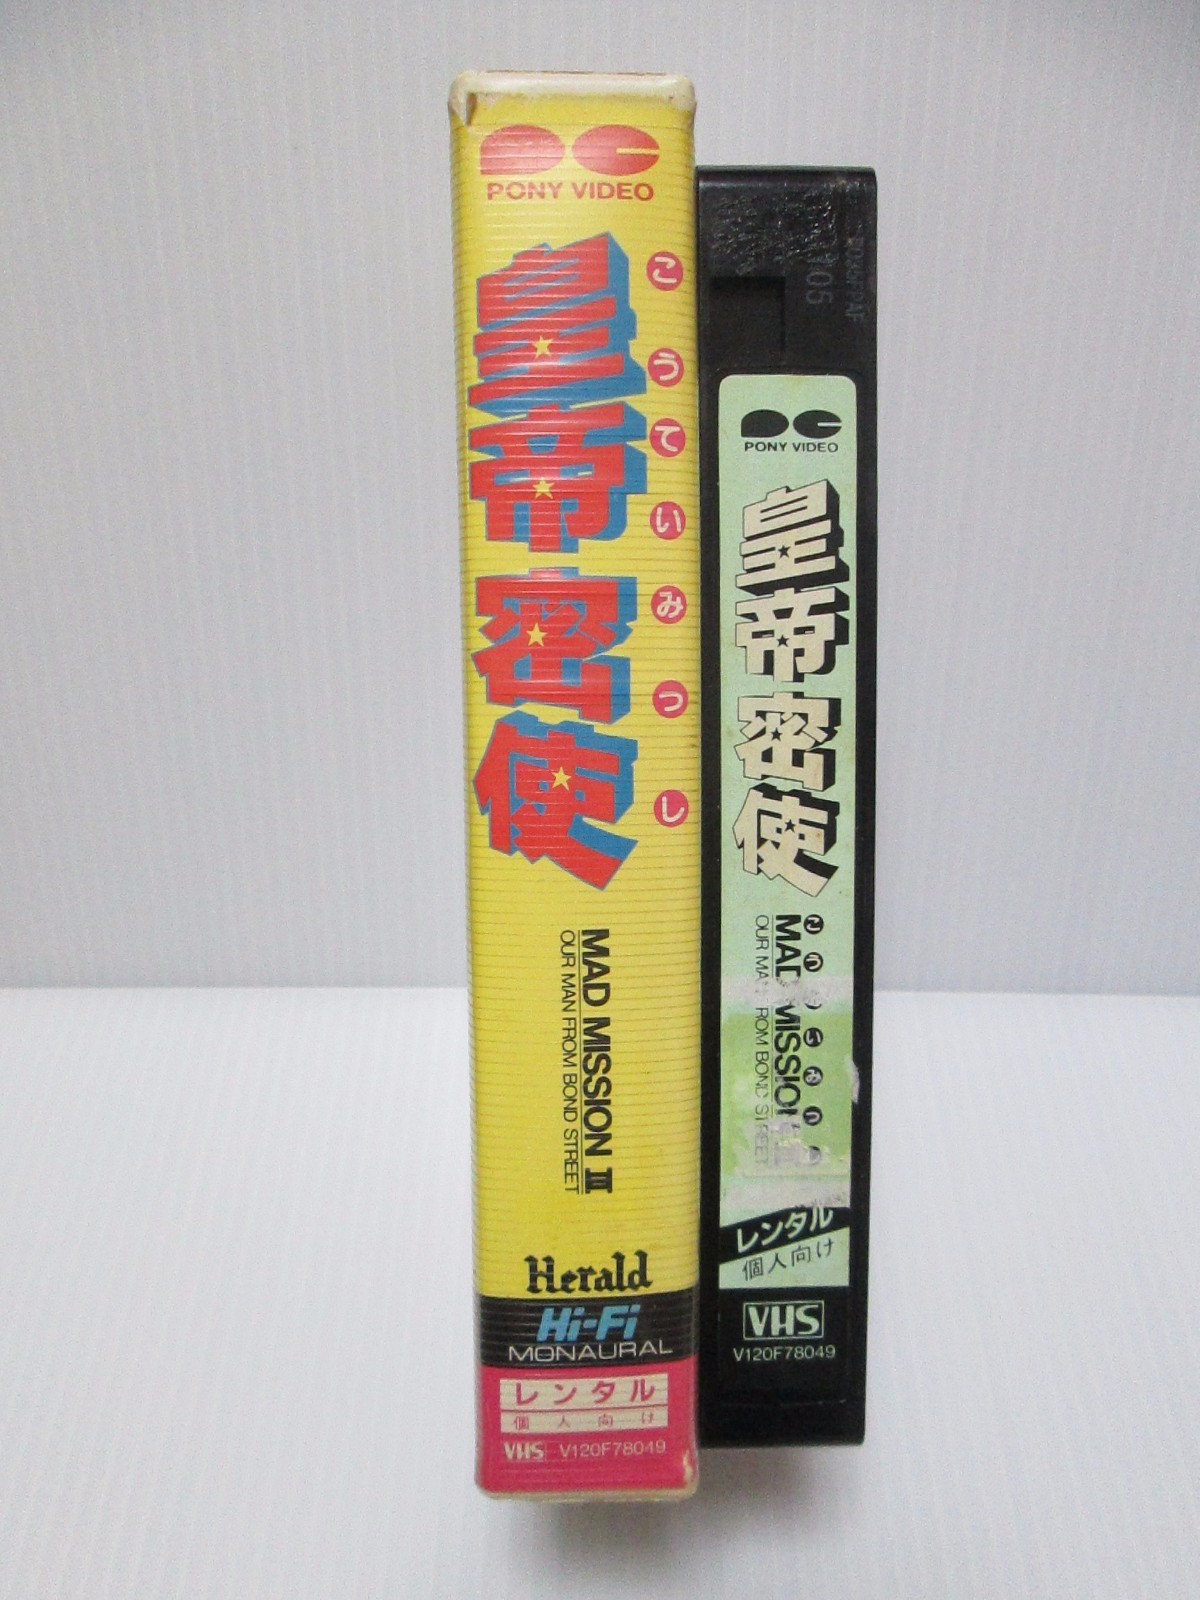 PONY VIDEO
皇帝密使
こうていみつし
MAD MISSION III
OUR MAN FROM BOND STREET
Herald
Hi-Fi
MONAURAL
レンタル
個人向け
VHS V120F78049
105
PONY VIDEO
皇帝密使
MAD MISSION
OUR MAN FROM BOND STREET
レンタル
個人向け
VHS
V120F78049